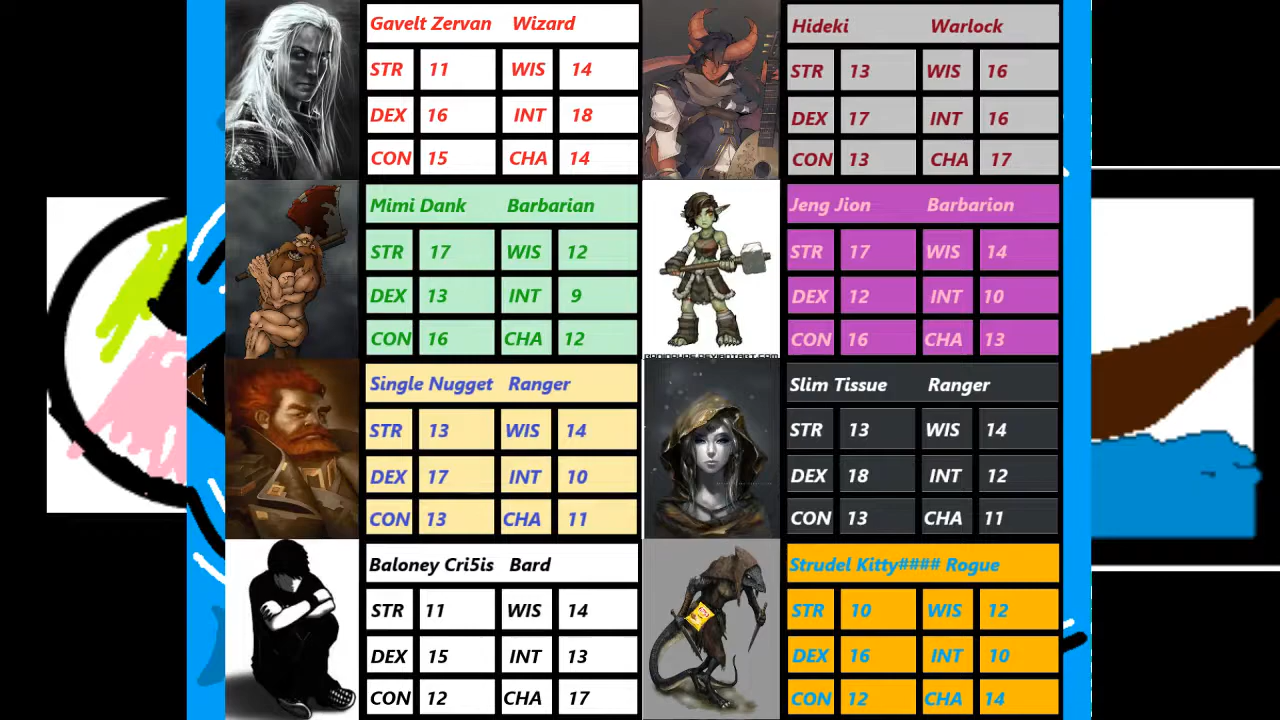 Gavelt Zervan Wizard
STR 11 WIS 14
DEX 16 INT 18
CON 15 CHA 14
Hideki Warlock
STR 13 WIS 16
DEX 17 INT 16
CON 13 CHA 17
Mimi Dank Barbarian
STR 17 WIS 12
DEX 13 INT 9
CON 16 CHA 12
Jeng Jion Barbarion
STR 17 WIS 14
DEX 12 INT 10
CON 16 CHA 13
Single Nugget Ranger
STR 13 WIS 14
DEX 17 INT 10
CON 13 CHA 11
Slim Tissue Ranger
STR 13 WIS 14
DEX 18 INT 12
CON 13 CHA 11
Baloney Cri5is Bard
STR 11 WIS 14
DEX 15 INT 13
CON 12 CHA 17
Strudel Kitty#### Rogue
STR 10 WIS 12
DEX 16 INT 10
CON 12 CHA 14